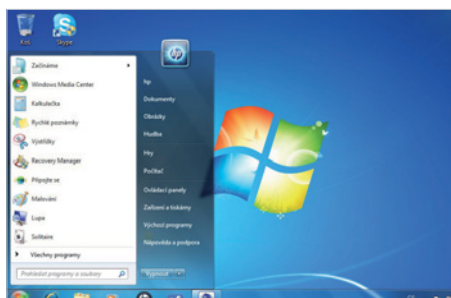 Koš
Skype
hp
Začínáme
Windows Media Center
Kalkulačka
Rychlé poznámky
Výstřižky
Recovery Manager
Připojte se
Malování
Lupa
Solitaire
Všechny programy
Prohledat programy a soubory
hp
Dokumenty
Obrázky
Hudba
Hry
Počítač
Ovládací panely
Zařízení a tiskárny
Výchozí programy
Nápověda a podpora
Vypnout